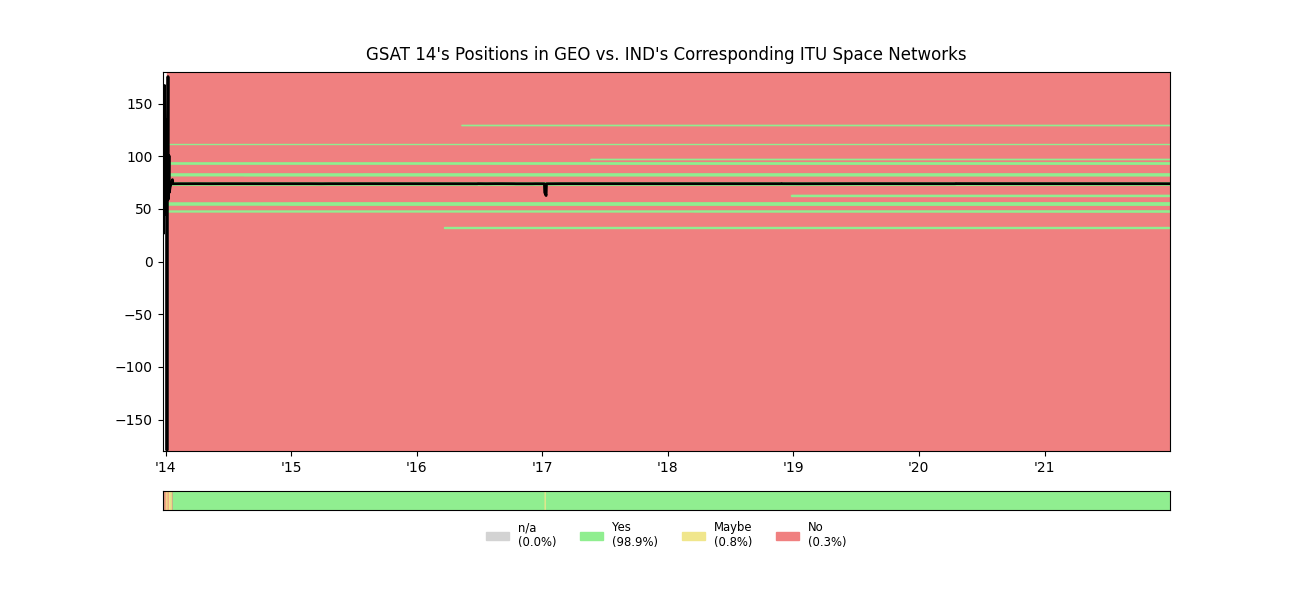 GSAT 14's Positions in GEO vs. IND's Corresponding ITU Space Networks
150
100
50
0
−50
−100
−150
'14 '15 '16 '17 '18 '19 '20 '21
n/a Yes Maybe No
(0.0%) (98.9%) (0.8%) (0.3%)